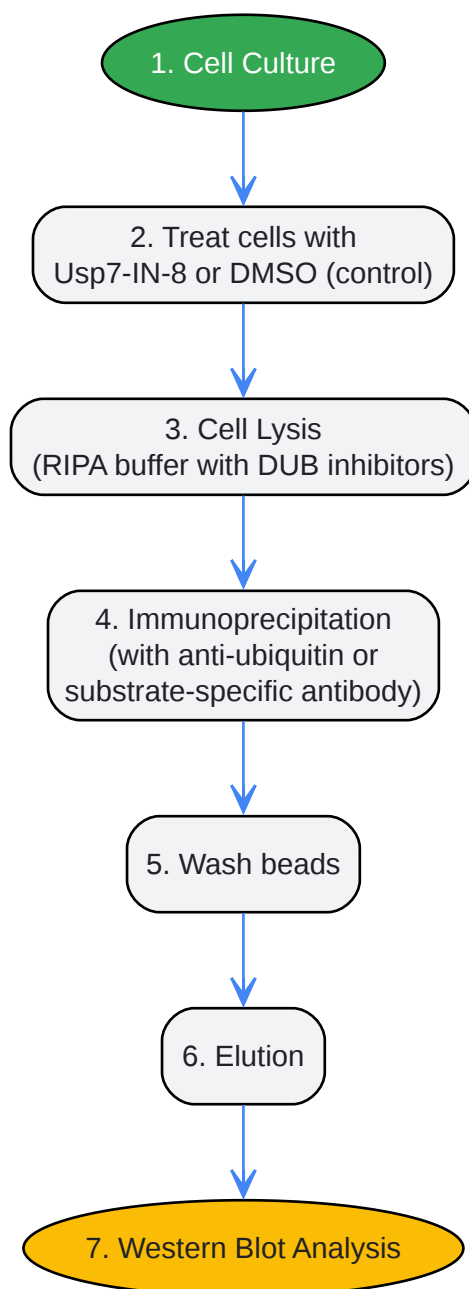 1. Cell Culture
2. Treat cells with
Usp7-IN-8 or DMSO (control)
3. Cell Lysis
(RIPA buffer with DUB inhibitors)
4. Immunoprecipitation
(with anti-ubiquitin or
substrate-specific antibody)
5. Wash beads
6. Elution
7. Western Blot Analysis